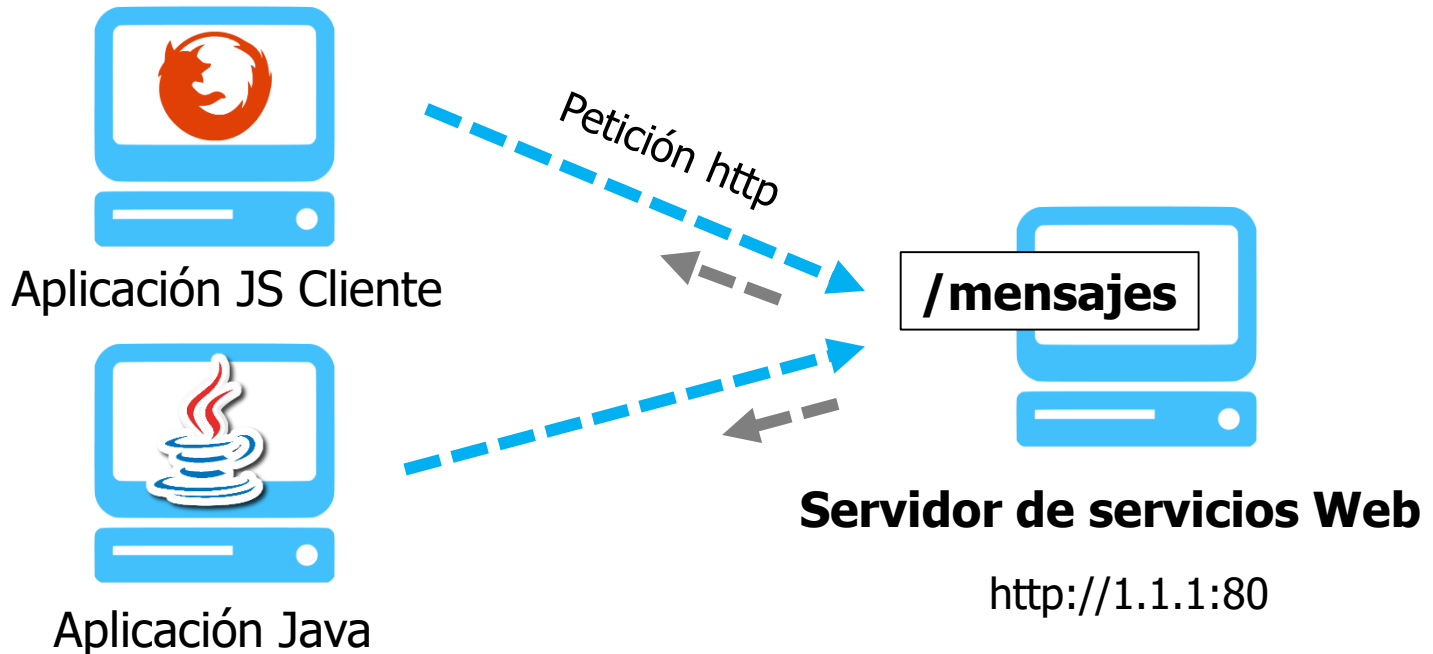 Petición http
Aplicación JS Cliente
/mensajes
Servidor de servicios Web
http://1.1.1:80
Aplicación Java